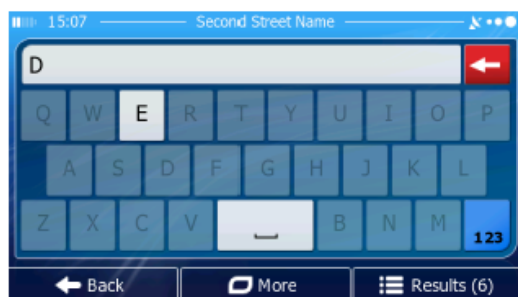 15:07 Second Street Name
D
Q W E R T Y U I O P
A S D F G H J K L
Z X C V B N M 123
Back More Results (6)